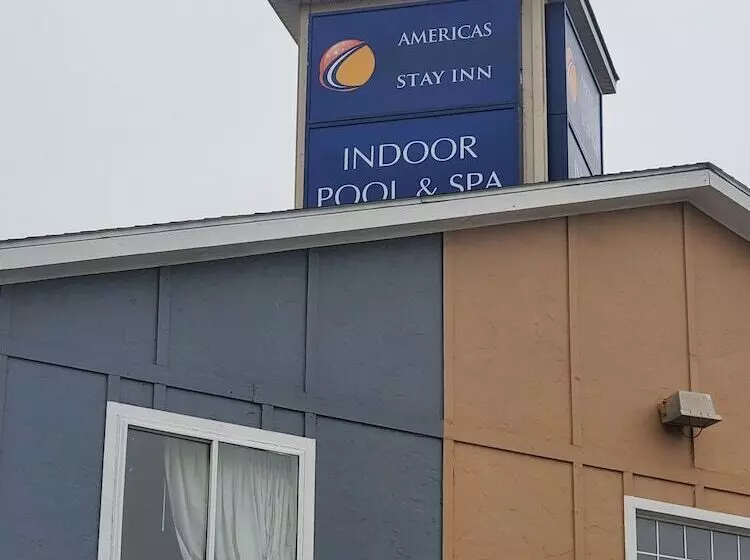 AMERICAS
STAY INN
INDOOR
POOL & SPA